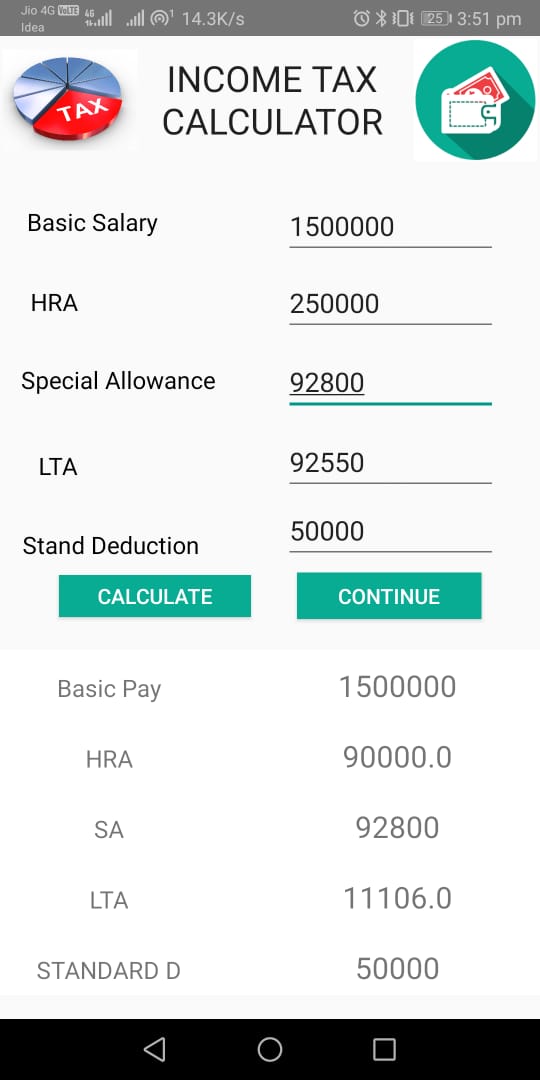 Jio 4G VoLTE 4G 14.3K/s 25 3:51 pm
Idea
TAX
INCOME TAX
CALCULATOR
Basic Salary 1500000
HRA 250000
Special Allowance 92800
LTA 92550
Stand Deduction 50000
CALCULATE CONTINUE
Basic Pay 1500000
HRA 90000.0
SA 92800
LTA 11106.0
STANDARD D 50000